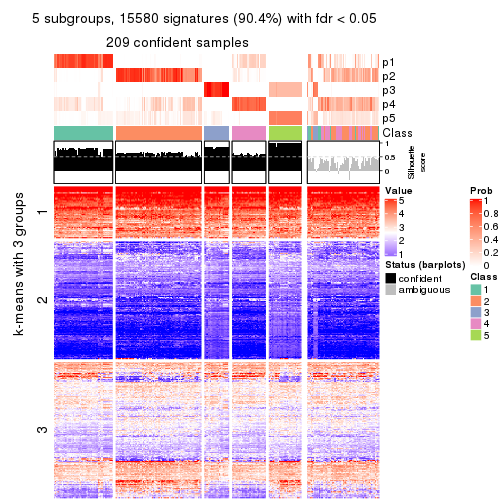 5 subgroups, 15580 signatures (90.4%) with fdr < 0.05
209 confident samples
p1
p2
p3
p4
p5
Class
1
0.5
0
Silhouette
score
k-means with 3 groups
1
2
3
Value
5
4
3
2
1
Status (barplots)
confident
ambiguous
Prob
1
0.8
0.6
0.4
0.2
0
Class
1
2
3
4
5